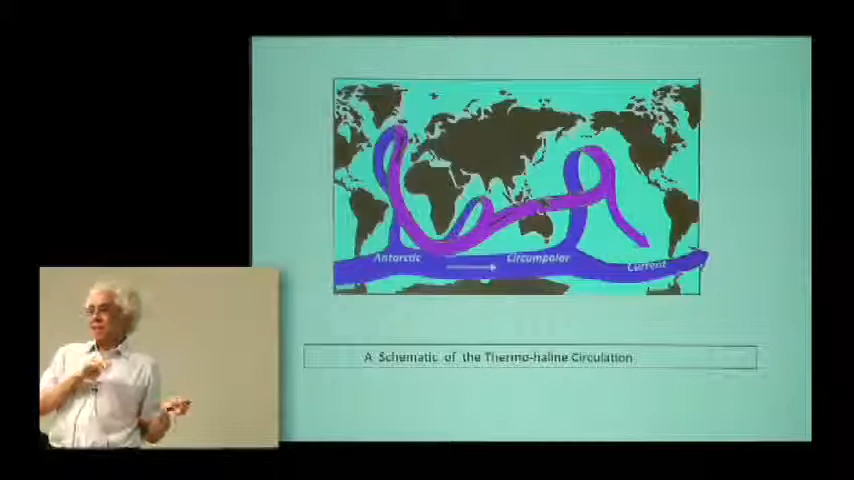 Antarctic Circumpolar Current
A Schematic of the Thermo-haline Circulation